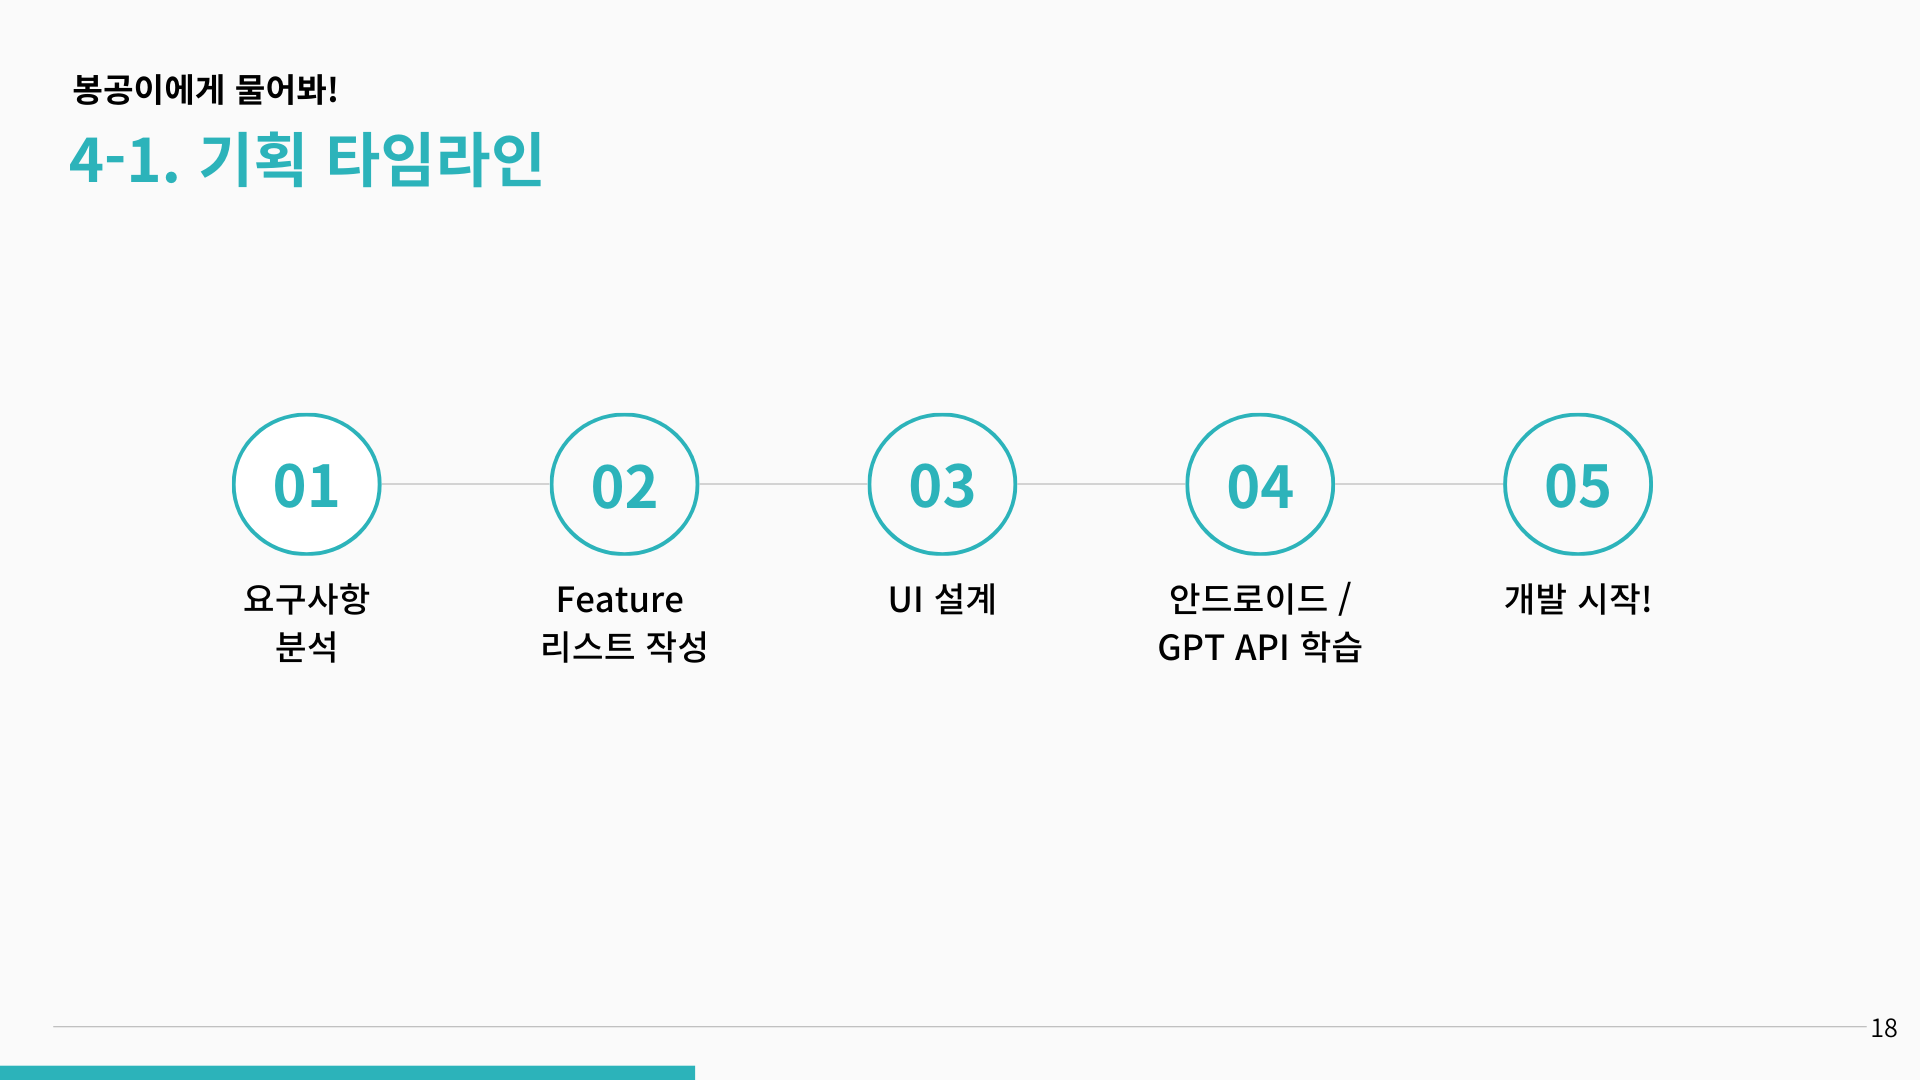 봉공이에게 물어봐!
4-1. 기획 타임라인
01
요구사항
분석
02
Feature
리스트 작성
03
UI 설계
04
안드로이드 /
GPT API 학습
05
개발 시작!
18